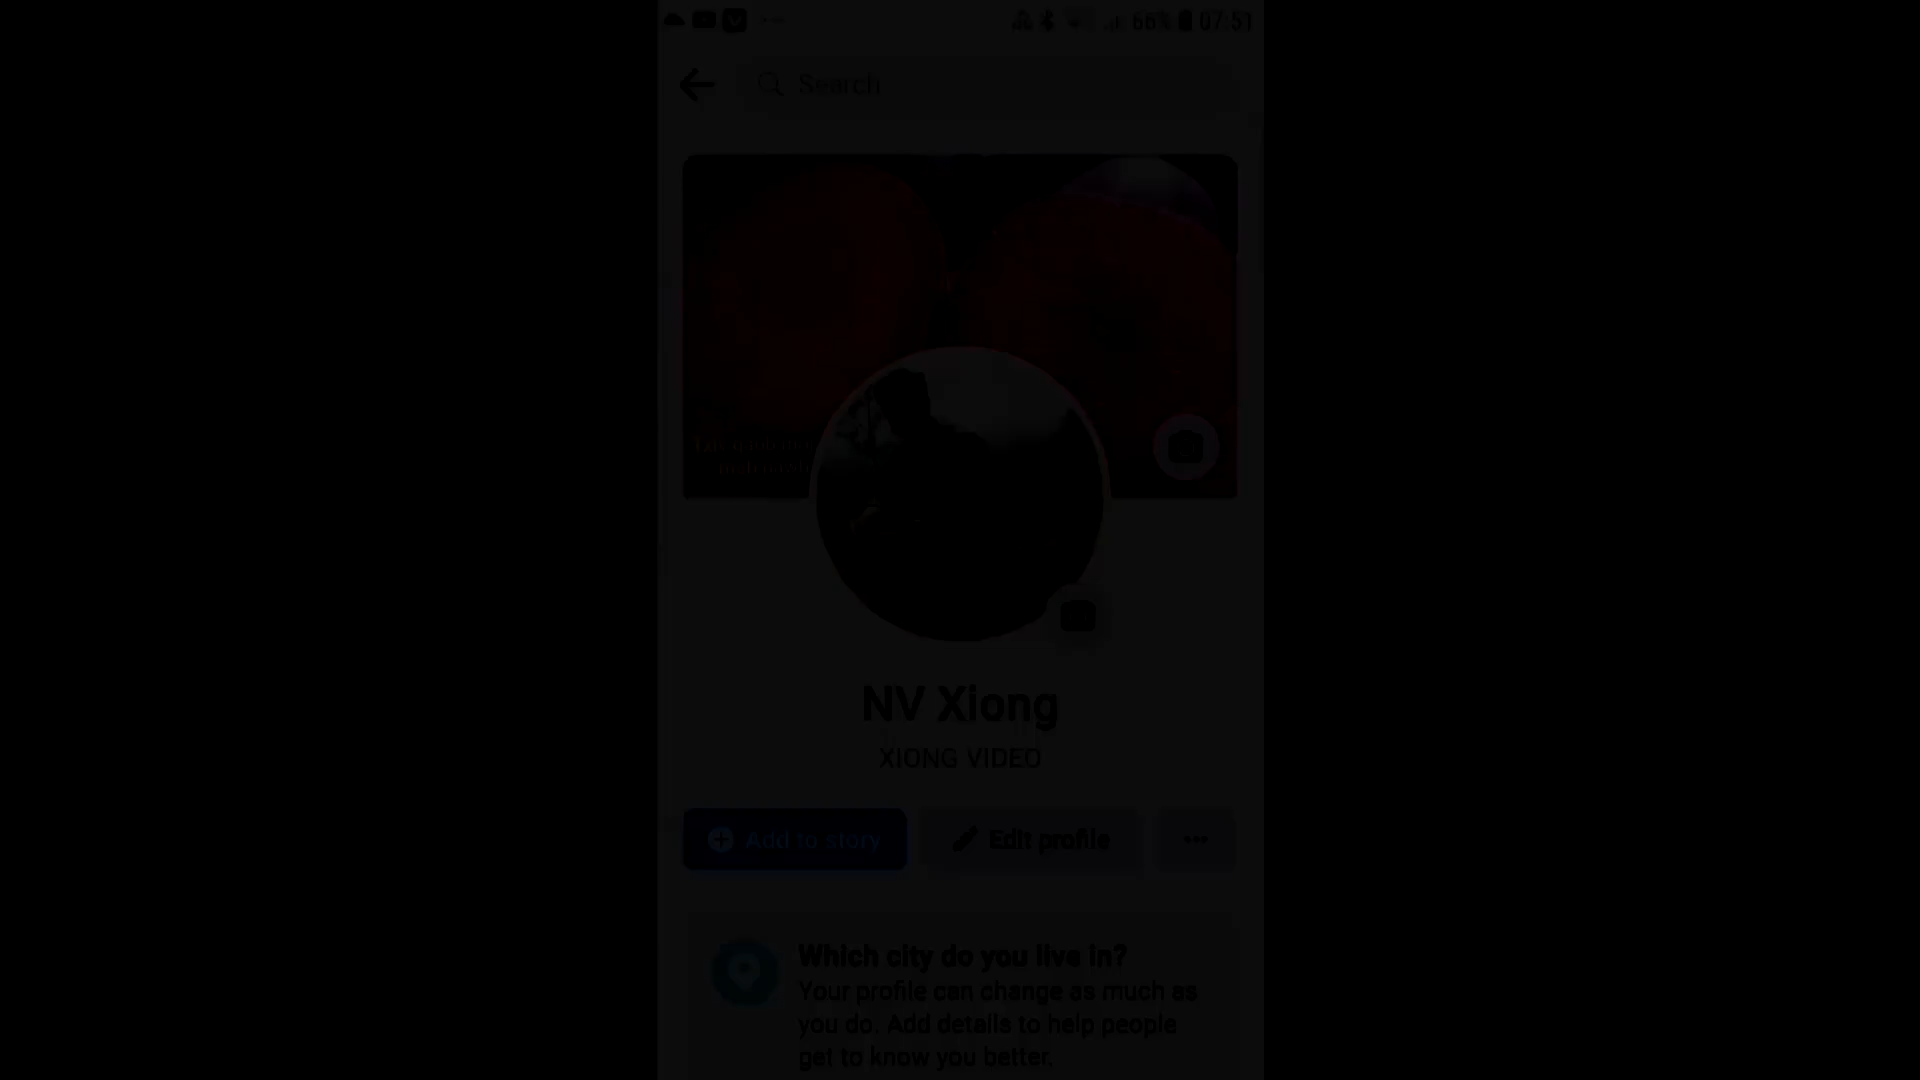 66% 07:51
Search
NV Xiong
XIONG VIDEO
Add to story
Edit profile
Which city do you live in?
Your profile can change as much as
you do. Add details to help people
get to know you better.